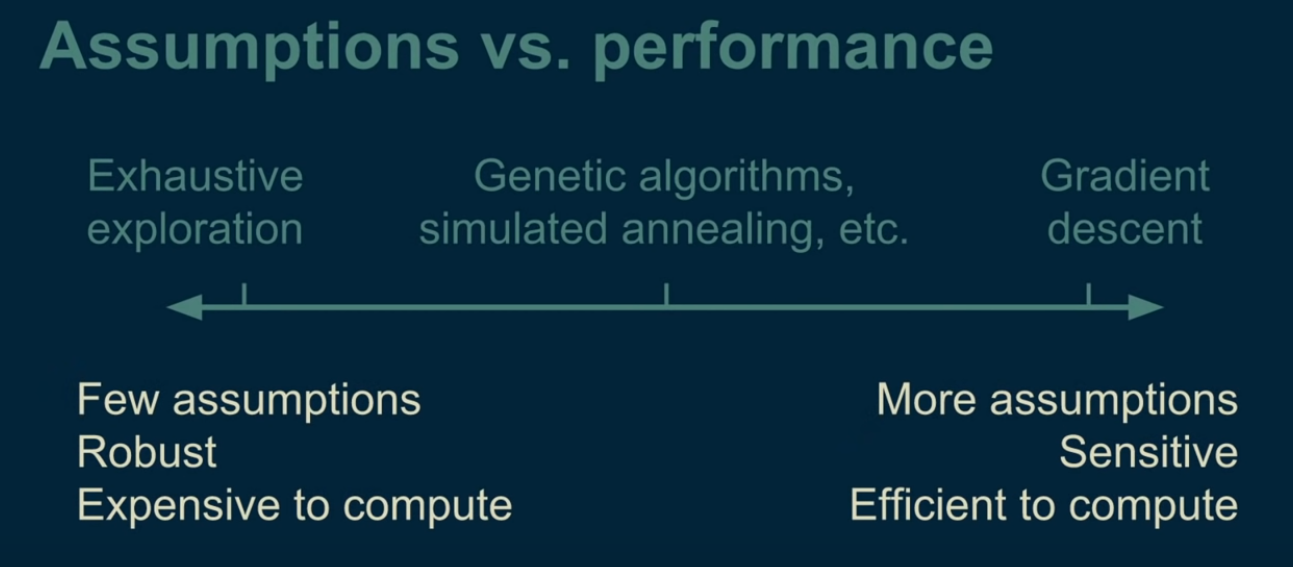 Assumptions vs. performance
Exhaustive
exploration
Genetic algorithms,
simulated annealing, etc.
Gradient
descent
Few assumptions
Robust
Expensive to compute
More assumptions
Sensitive
Efficient to compute